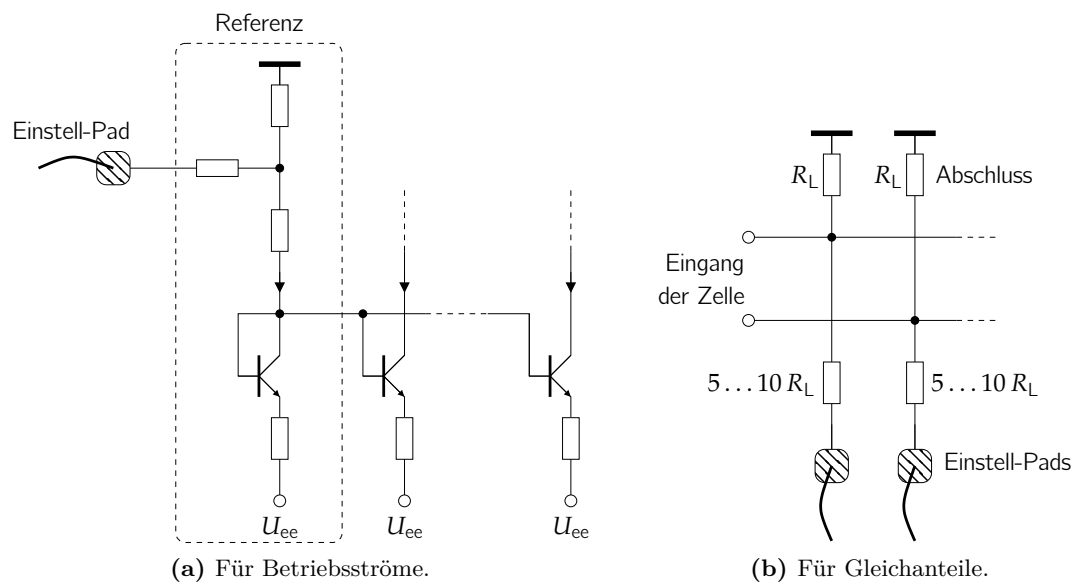 Referenz
Einstell-Pad
U_ee
U_ee
U_ee
(a) Für Betriebsströme.
R_L
R_L
Abschluss
Eingang
der Zelle
5...10 R_L
5...10 R_L
Einstell-Pads
(b) Für Gleichanteile.